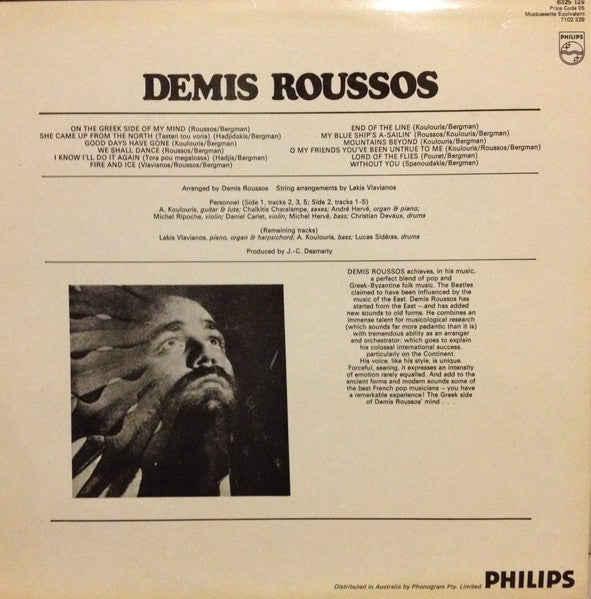 6325 129
Price Code 05
Musicassette Equivalent
7102 329
PHILIPS
DEMIS ROUSSOS
ON THE GREEK SIDE OF MY MIND (Roussos/Bergman)
SHE CAME UP FROM THE NORTH (Tasteri tou voria) (Hadjidakis/Bergman)
GOOD DAYS HAVE GONE (Koulouris/Bergman)
WE SHALL DANCE (Roussos/Bergman)
I KNOW I'LL DO IT AGAIN (Tora pou megalossa) (Hadjis/Bergman)
FIRE AND ICE (Vlavianos/Roussos/Bergman)
END OF THE LINE (Koulouris/Bergman)
MY BLUE SHIP'S A-SAILIN' (Roussos/Koulouris/Bergman)
MOUNTAINS BEYOND (Koulouris/Bergman)
O MY FRIENDS YOU'VE BEEN UNTRUE TO ME (Koulouris/Roussos/Bergman)
LORD OF THE FLIES (Pouret/Bergman)
WITHOUT YOU (Spanoudakis/Bergman)
Arranged by Demis Roussos String arrangements by Lakis Vlavianos
Personnel (Side 1, tracks 2, 3, 5; Side 2, tracks 1-5)
A. Koulouris, guitar & lute; Chalkitis Charalampe, saxes; André Hervé, organ & piano;
Michel Ripoche, violin; Daniel Carlet, violin; Michel Hervé, bass; Christian Devaux, drums
(Remaining tracks)
Lakis Vlavianos, piano, organ & harpsichord; A. Koulouris, bass; Lucas Sidéras, drums
Produced by J.-C. Desmarty
DEMIS ROUSSOS achieves, in his music,
a perfect blend of pop and
Greek-Byzantine folk music. The Beatles
claimed to have been influenced by the
music of the East. Demis Roussos has
started from the East – and has added
new sounds to old forms. He combines an
immense talent for musicological research
(which sounds far more pedantic than it is)
with tremendous ability as an arranger
and orchestrator: which goes to explain
his colossal international success,
particularly on the Continent.
His voice, like his style, is unique.
Forceful, searing, it expresses an intensity
of emotion rarely equalled. And add to the
ancient forms and modern sounds some of
the best French pop musicians – you have
a remarkable experience! The Greek side
of Demis Roussos' mind . . .
Distributed in Australia by Phonogram Pty. Limited PHILIPS